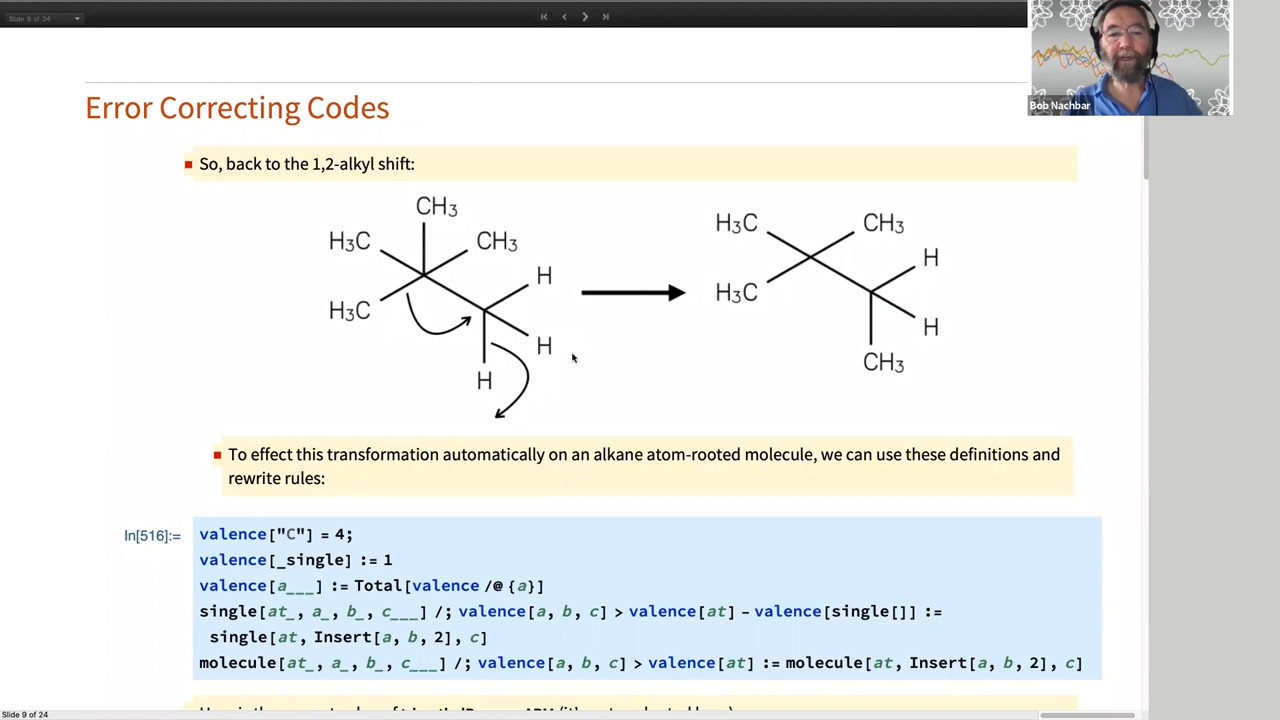 Slide 9 of 24
Bob Nachbar
Error Correcting Codes
So, back to the 1,2-alkyl shift:
CH3
H3C
CH3
H3C
H
H
H
H3C
CH3
H3C
H
H
CH3
To effect this transformation automatically on an alkane atom-rooted molecule, we can use these definitions and
rewrite rules:
In[516]:=
valence["C"] = 4;
valence[_single] := 1
valence[a___] := Total[valence /@ {a}]
single[at_, a_, b_, c___] /; valence[a, b, c] > valence[at] - valence[single[]] :=
single[at, Insert[a, b, 2], c]
molecule[at_, a_, b_, c___] /; valence[a, b, c] > valence[at] := molecule[at, Insert[a, b, 2], c]
Slide 9 of 24